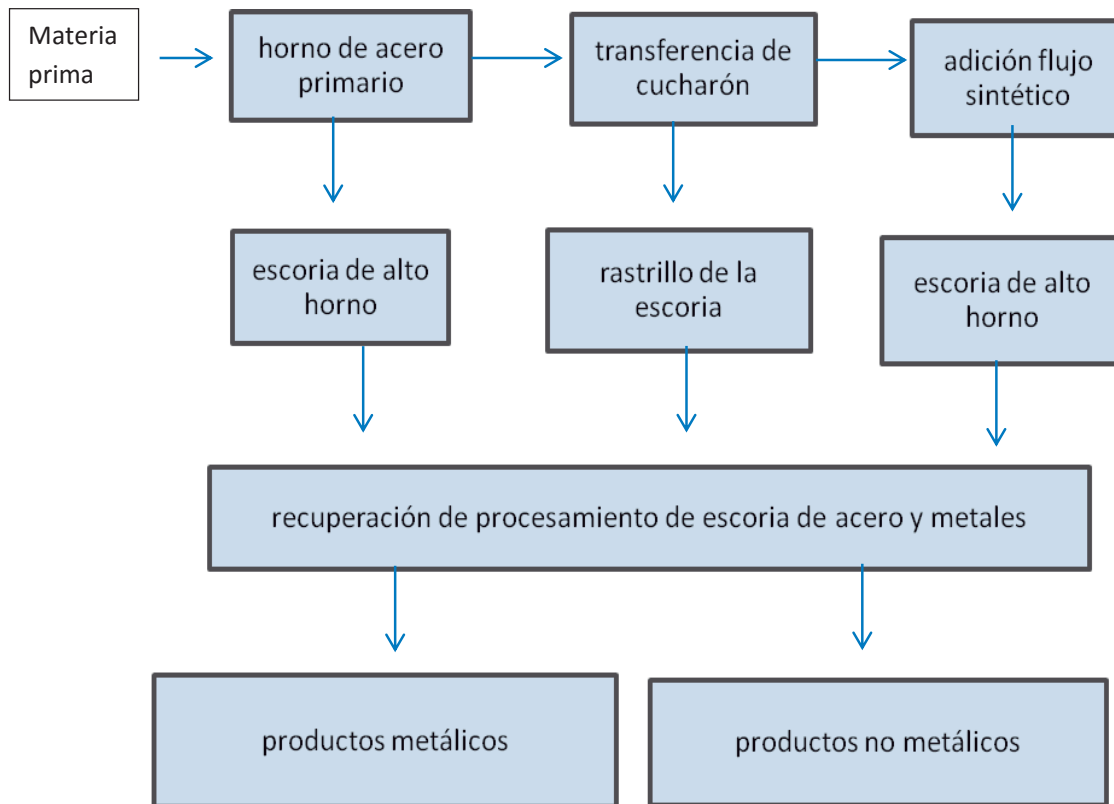 Materia
prima
horno de acero
primario
transferencia de
cucharón
adición flujo
sintético
escoria de alto
horno
rastrillo de la
escoria
escoria de alto
horno
recuperación de procesamiento de escoria de acero y metales
productos metálicos
productos no metálicos